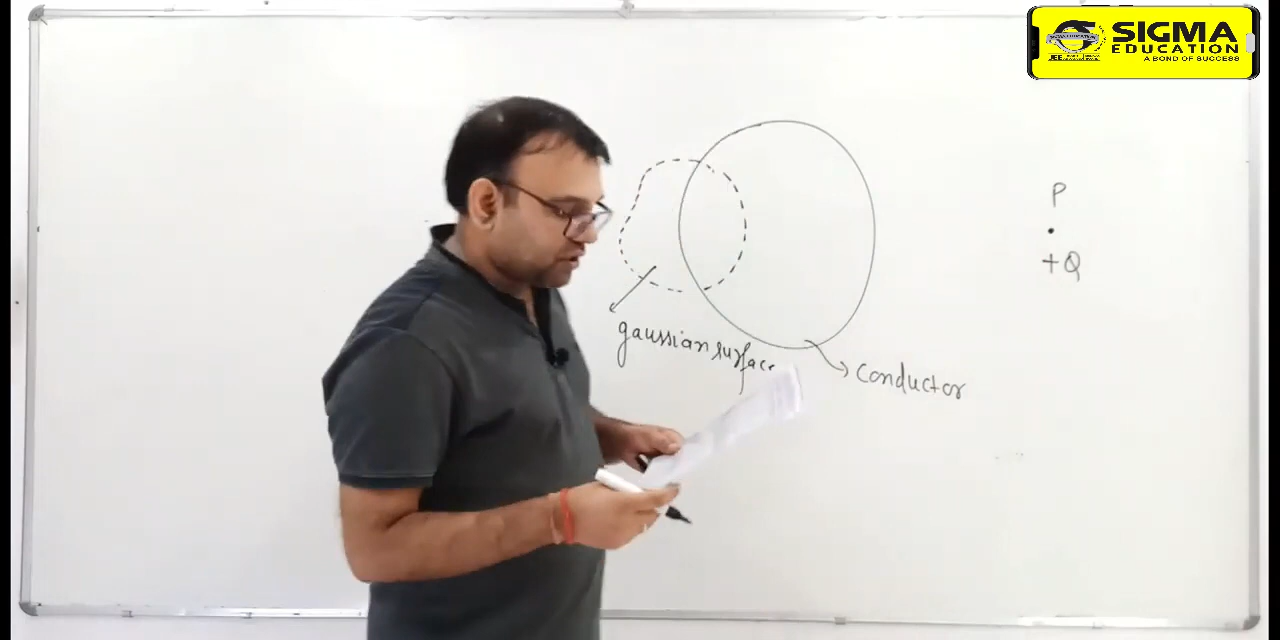 SIGMA
EDUCATION
A BOND OF SUCCESS
P
+Q
gaussian surface
conductor